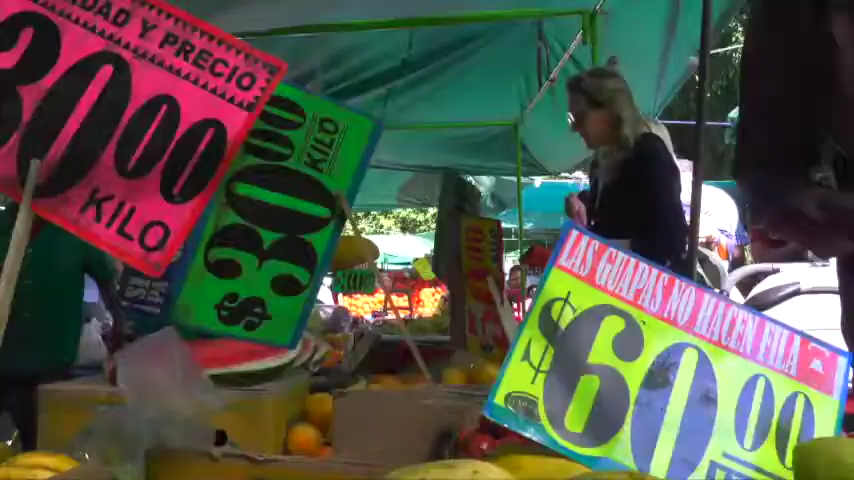 DAD Y PRECIO
30.00
KILO
$30.00
KILO
LAS GUAPAS NO HACEN FILA
$60.00